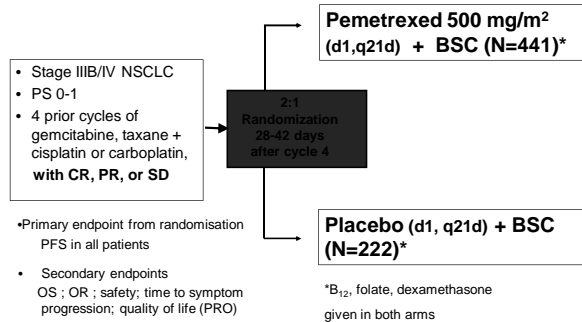 • Stage IIIB/IV NSCLC
• PS 0-1
• 4 prior cycles of
gemcitabine, taxane +
cisplatin or carboplatin,
with CR, PR, or SD
2:1
Randomization
28-42 days
after cycle 4
Pemetrexed 500 mg/m²
(d1,q21d) + BSC (N=441)*
Placebo (d1, q21d) + BSC
(N=222)*
•Primary endpoint from randomisation
PFS in all patients
• Secondary endpoints
OS ; OR ; safety; time to symptom
progression; quality of life (PRO)
*B12, folate, dexamethasone
given in both arms